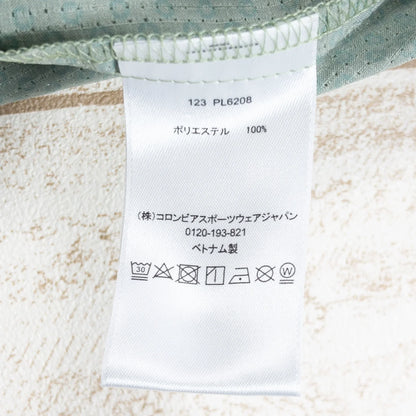 123 PL6208
ポリエステル 100%
(株)コロンビアスポーツウェアジャパン
0120-193-821
ベトナム製
30 W